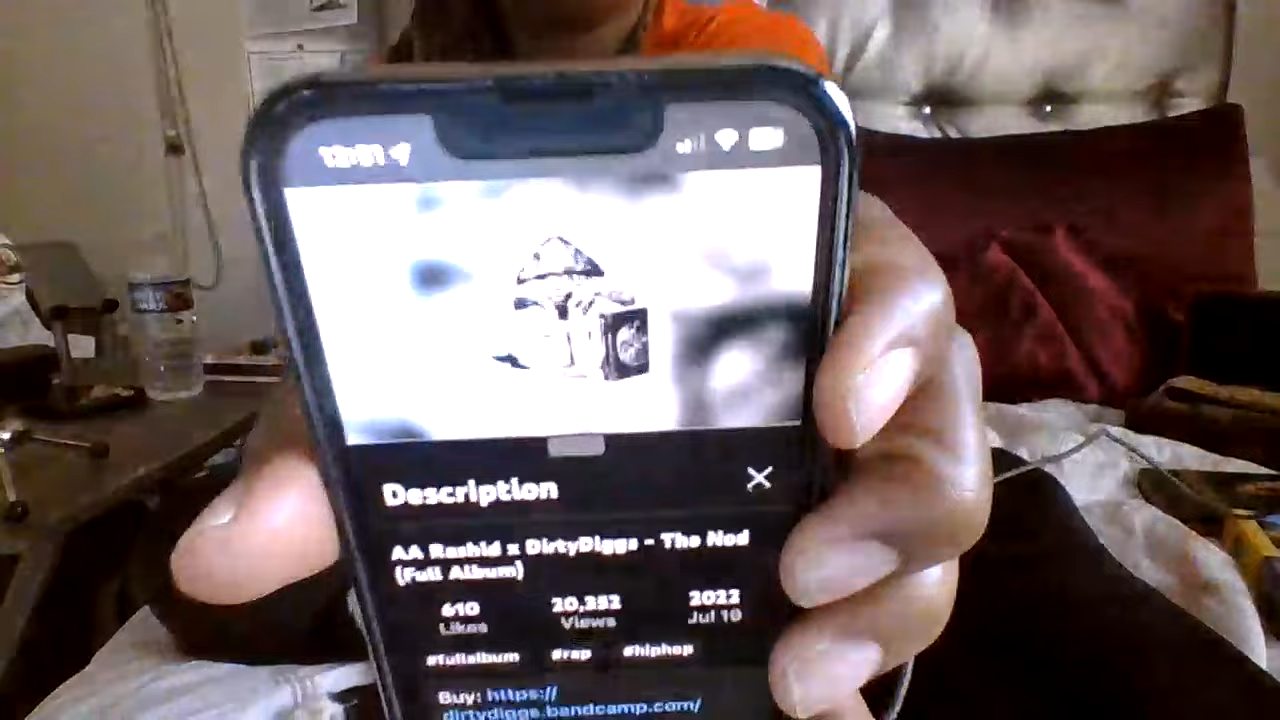 Description
AA Rashid x DirtyDiggs - The Nod
(Full Album)
610 20,252 2022
Likes Views Jul 10
#fullalbum #rap #hiphop
Buy: https://
dirtydiggs.bandcamp.com/